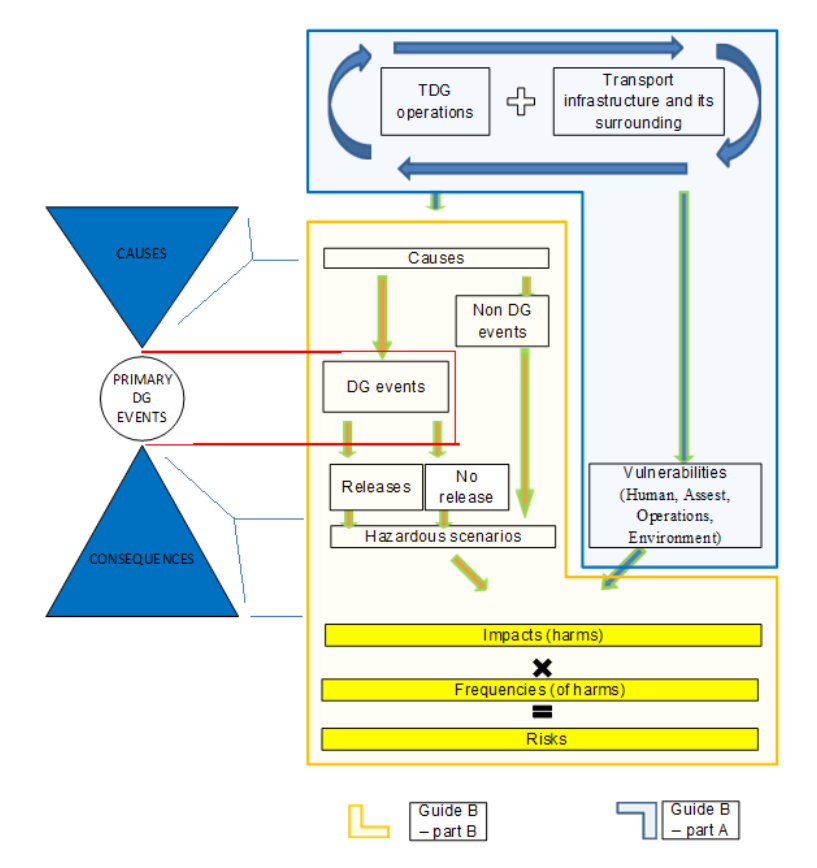 TDG
operations
Transport
infrastructure and its
surrounding
CAUSES
Causes
Non DG
events
PRIMARY
DG
EVENTS
DG events
Releases
No
release
Vulnerabilities
(Human, Assest,
Operations,
Environment)
Hazardous scenarios
CONSEQUENCES
Impacts (harms)
Frequencies (of harms)
Risks
Guide B
– part B
Guide B
– part A